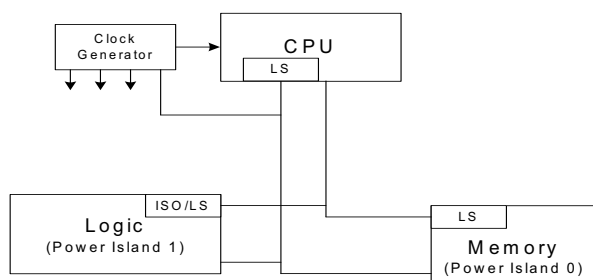 Clock
Generator
CPU
LS
ISO/LS
Logic
(Power Island 1)
LS
Memory
(Power Island 0)